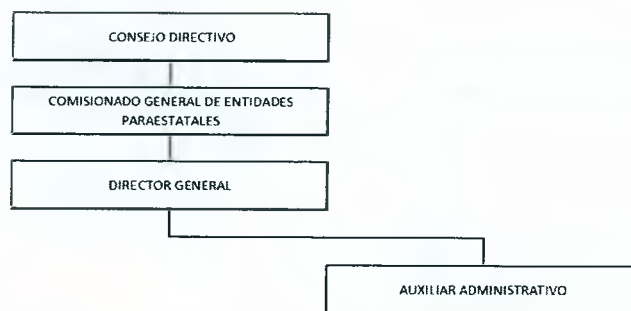 CONSEJO DIRECTIVO
COMISIONADO GENERAL DE ENTIDADES
PARAESTATALES
DIRECTOR GENERAL
AUXILIAR ADMINISTRATIVO